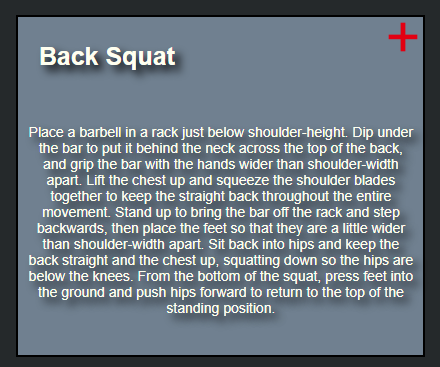 Back Squat
Place a barbell in a rack just below shoulder-height. Dip under
the bar to put it behind the neck across the top of the back,
and grip the bar with the hands wider than shoulder-width
apart. Lift the chest up and squeeze the shoulder blades
together to keep the straight back throughout the entire
movement. Stand up to bring the bar off the rack and step
backwards, then place the feet so that they are a little wider
than shoulder-width apart. Sit back into hips and keep the
back straight and the chest up, squatting down so the hips are
below the knees. From the bottom of the squat, press feet into
the ground and push hips forward to return to the top of the
standing position.